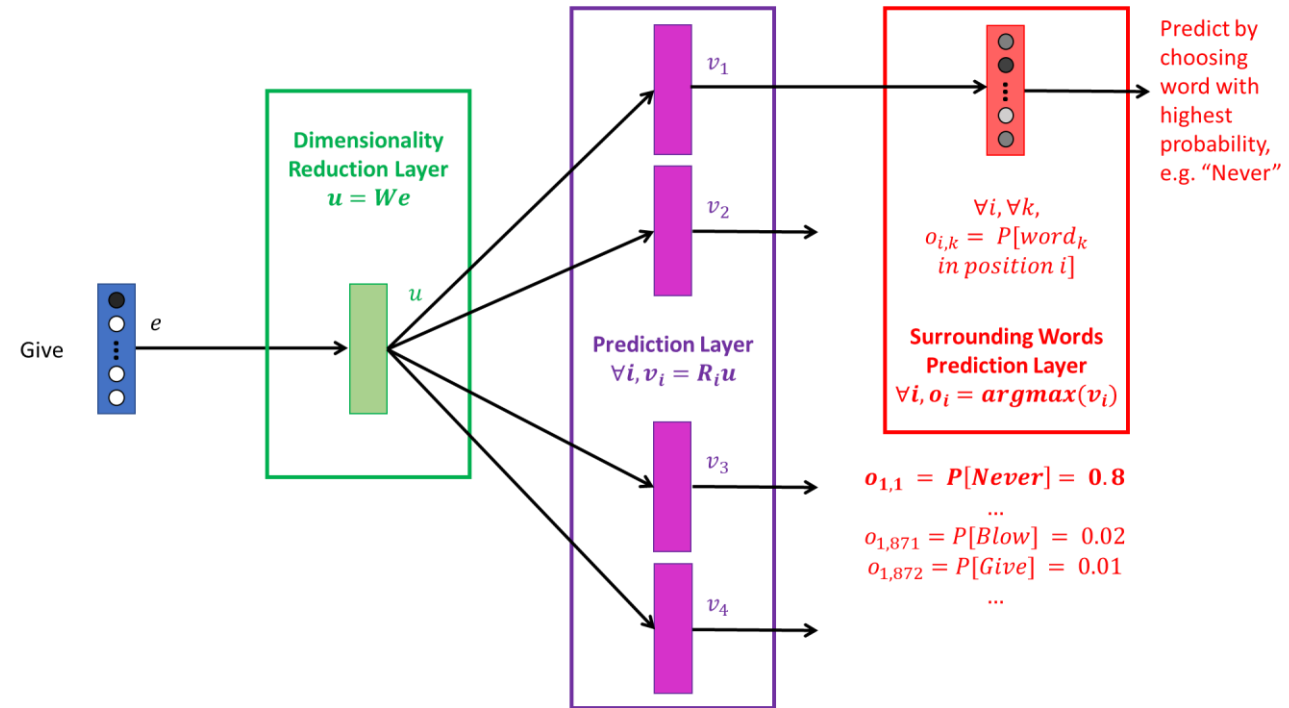 Give
e
Dimensionality
Reduction Layer
u = We
u
v₁
v₂
Prediction Layer
∀i, vᵢ = Rᵢu
v₃
v₄
∀i, ∀k,
oᵢ,ₖ = P[wordₖ
in position i]
Surrounding Words
Prediction Layer
∀i, oᵢ = argmax(vᵢ)
Predict by
choosing
word with
highest
probability,
e.g. “Never”
o₁,₁ = P[Never] = 0.8
...
o₁,₈₇₁ = P[Blow] = 0.02
o₁,₈₇₂ = P[Give] = 0.01
...